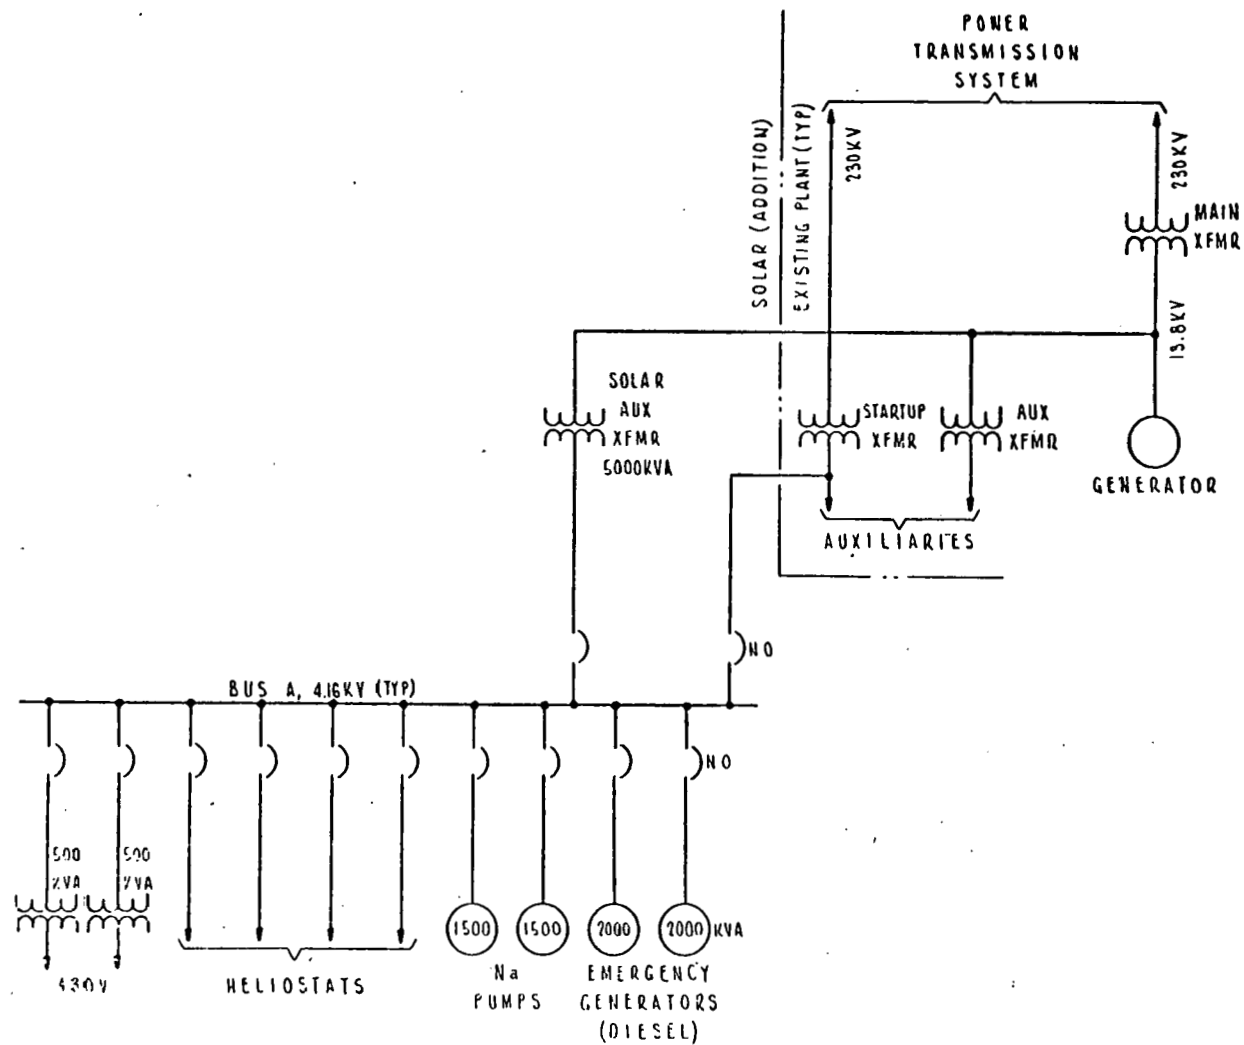 POWER
TRANSMISSION
SYSTEM
SOLAR (ADDITION)
EXISTING PLANT (TYP)
230KV
230KV
MAIN
XFMR
13.8KV
SOLAR
AUX
XFMR
5000KVA
STARTUP
XFMR
AUX
XFMR
GENERATOR
AUXILIARIES
NO
BUS A, 4.16KV (TYP)
NO
500
KVA
500
KVA
1500
1500
2000
2000
KVA
HELIOSTATS
Na
PUMPS
EMERGENCY
GENERATORS
(DIESEL)